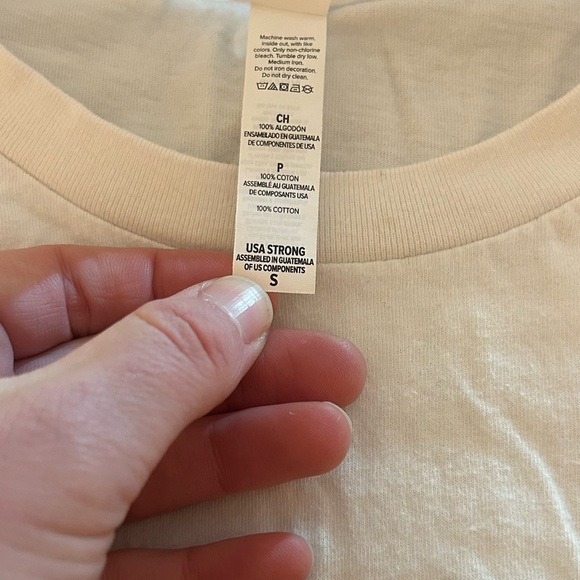 Machine wash warm,
inside out, with like
colors. Only non-chlorine
bleach. Tumble dry low.
Medium iron.
Do not iron decoration.
Do not dry clean.
CH
100% ALGODÓN
ENSAMBLADO EN GUATEMALA
DE COMPONENTES DE USA
P
100% COTON
ASSEMBLÉ AU GUATEMALA
DE COMPOSANTS USA
100% COTTON
USA STRONG
ASSEMBLED IN GUATEMALA
OF US COMPONENTS
S